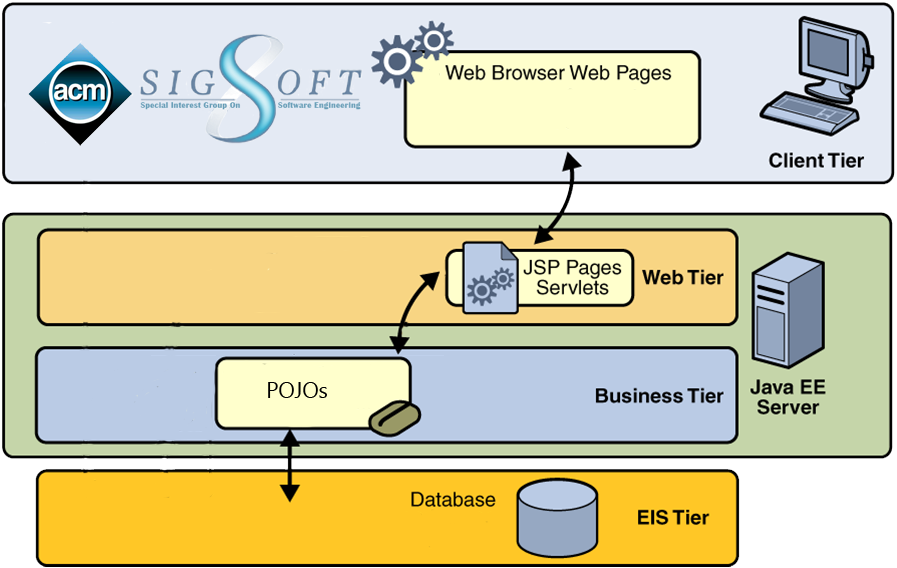 acm
SIGSOFT
Special Interest Group On Software Engineering
Web Browser Web Pages
Client Tier
JSP Pages
Servlets
Web Tier
POJOs
Business Tier
Java EE
Server
Database
EIS Tier